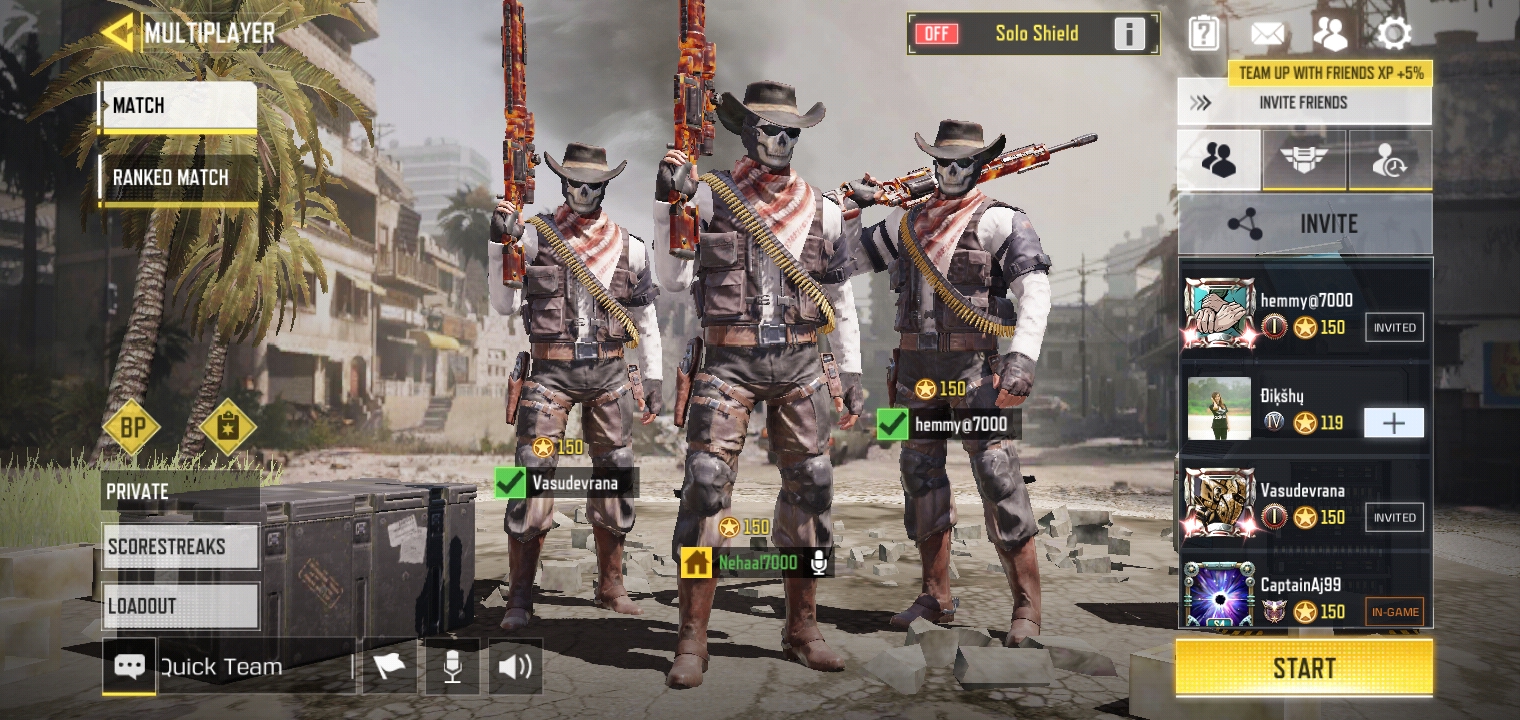 MULTIPLAYER
MATCH
RANKED MATCH
BP
PRIVATE
SCORESTREAKS
LOADOUT
Quick Team
OFF
Solo Shield
i
?
TEAM UP WITH FRIENDS XP +5%
INVITE FRIENDS
INVITE
hemmy@7000
I
150
INVITED
Đìķšhų
IV
119
+
Vasudevrana
I
150
INVITED
CaptainAj99
150
IN-GAME
START
150
Vasudevrana
150
Nehaal7000
150
hemmy@7000